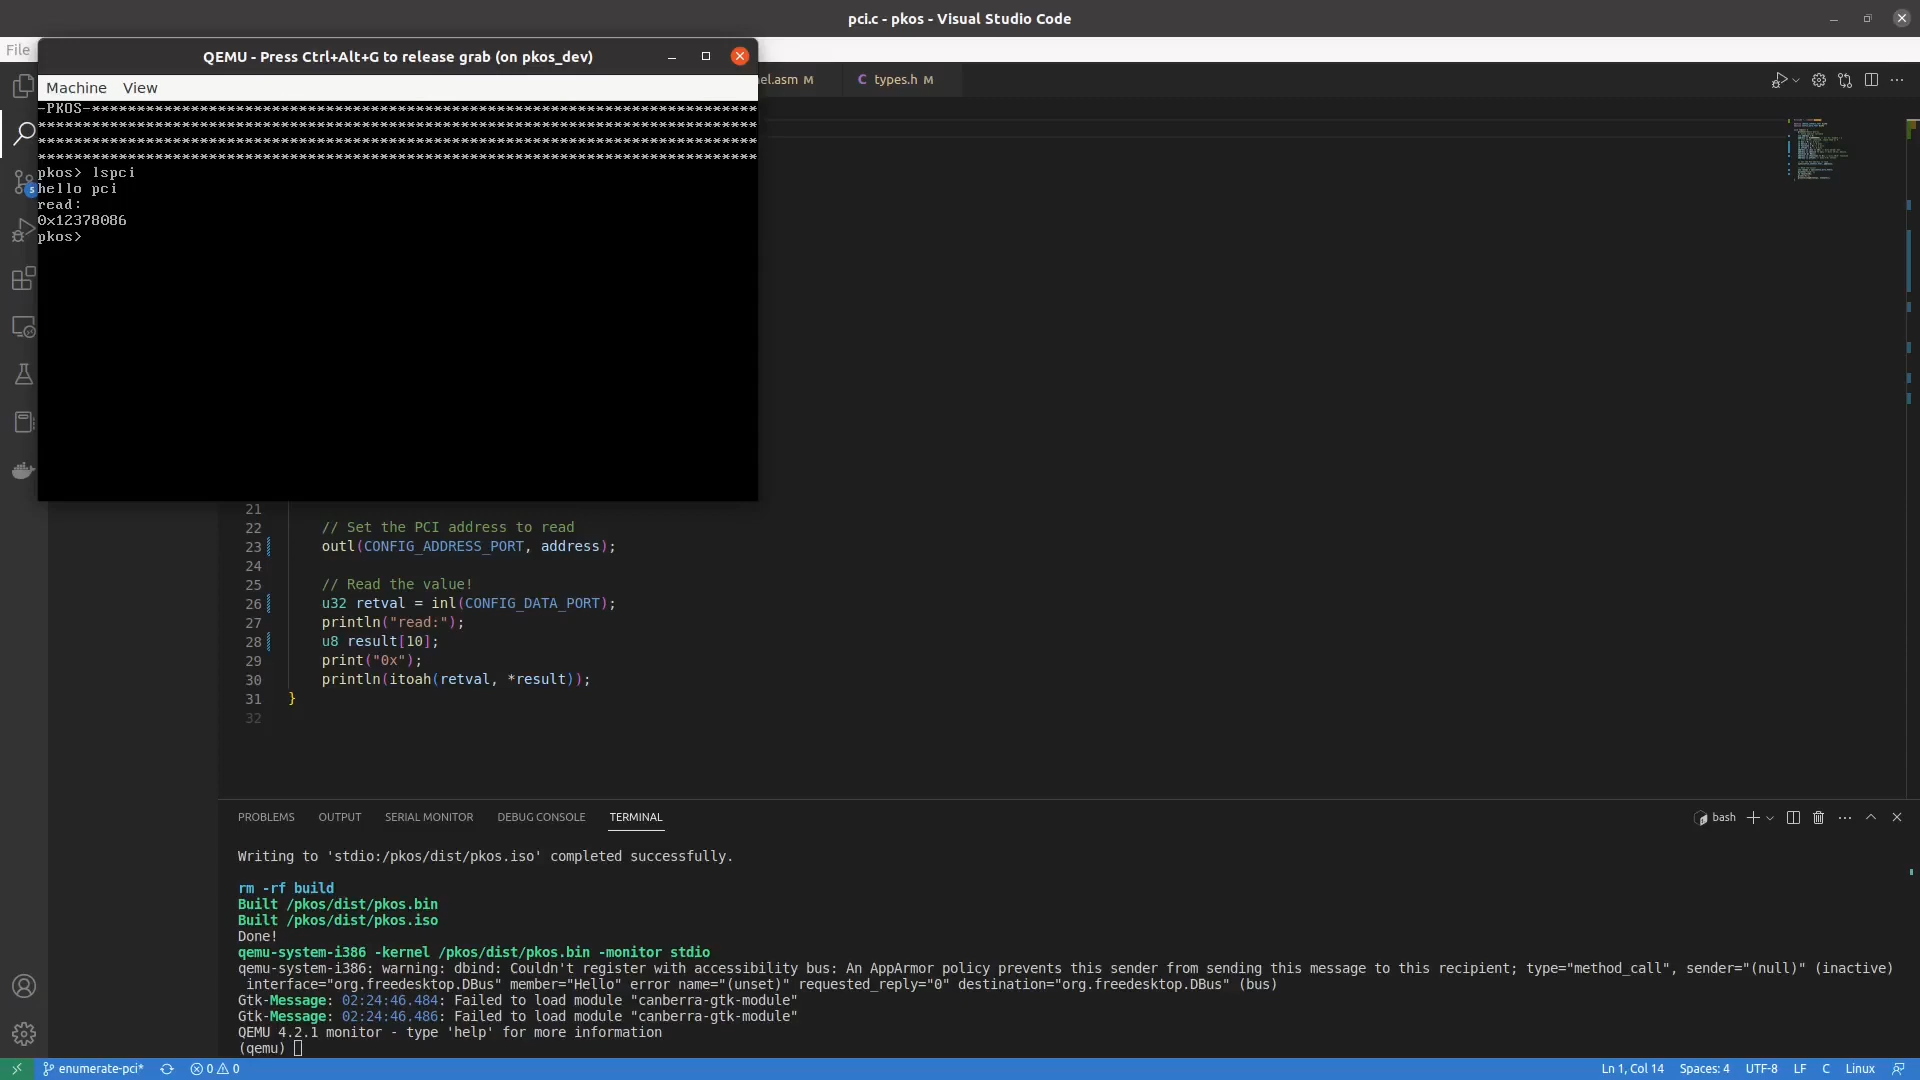 pci.c - pkos - Visual Studio Code
File
QEMU - Press Ctrl+Alt+G to release grab (on pkos_dev)
el.asm M
types.h M
Machine View
-PKOS-**************************************************************************
********************************************************************************
********************************************************************************
********************************************************************************
pkos> lspci
hello pci
read:
0x12378086
pkos>
21
22 // Set the PCI address to read
23 outl(CONFIG_ADDRESS_PORT, address);
24
25 // Read the value!
26 u32 retval = inl(CONFIG_DATA_PORT);
27 println("read:");
28 u8 result[10];
29 print("0x");
30 println(itoah(retval, *result));
31 }
32
PROBLEMS OUTPUT SERIAL MONITOR DEBUG CONSOLE TERMINAL
bash
Writing to 'stdio:/pkos/dist/pkos.iso' completed successfully.
rm -rf build
Built /pkos/dist/pkos.bin
Built /pkos/dist/pkos.iso
Done!
qemu-system-i386 -kernel /pkos/dist/pkos.bin -monitor stdio
qemu-system-i386: warning: dbind: Couldn't register with accessibility bus: An AppArmor policy prevents this sender from sending this message to this recipient; type="method_call", sender="(null)" (inactive)
interface="org.freedesktop.DBus" member="Hello" error name="(unset)" requested_reply="0" destination="org.freedesktop.DBus" (bus)
Gtk-Message: 02:24:46.484: Failed to load module "canberra-gtk-module"
Gtk-Message: 02:24:46.486: Failed to load module "canberra-gtk-module"
QEMU 4.2.1 monitor - type 'help' for more information
(qemu)
enumerate-pci* 0 0
Ln 1, Col 14 Spaces: 4 UTF-8 LF C Linux